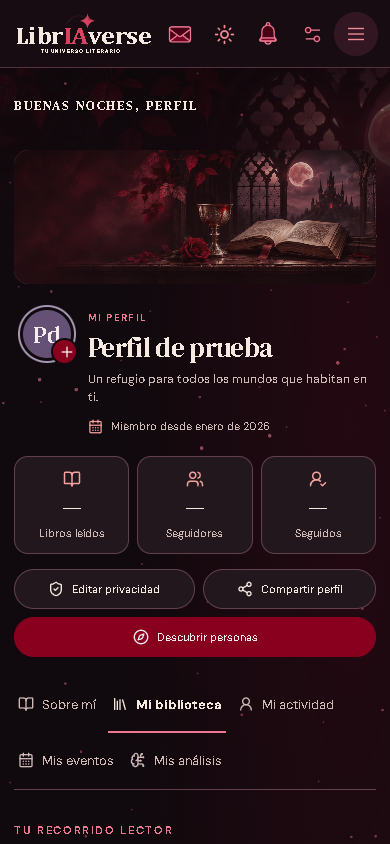 LibrIAverse
TU UNIVERSO LITERARIO
BUENAS NOCHES, PERFIL
Pd
MI PERFIL
Perfil de prueba
Un refugio para todos los mundos que habitan en
ti.
Miembro desde enero de 2026
— — —
Libros leídos Seguidores Seguidos
Editar privacidad Compartir perfil
Descubrir personas
Sobre mí Mi biblioteca Mi actividad
Mis eventos Mis análisis
TU RECORRIDO LECTOR